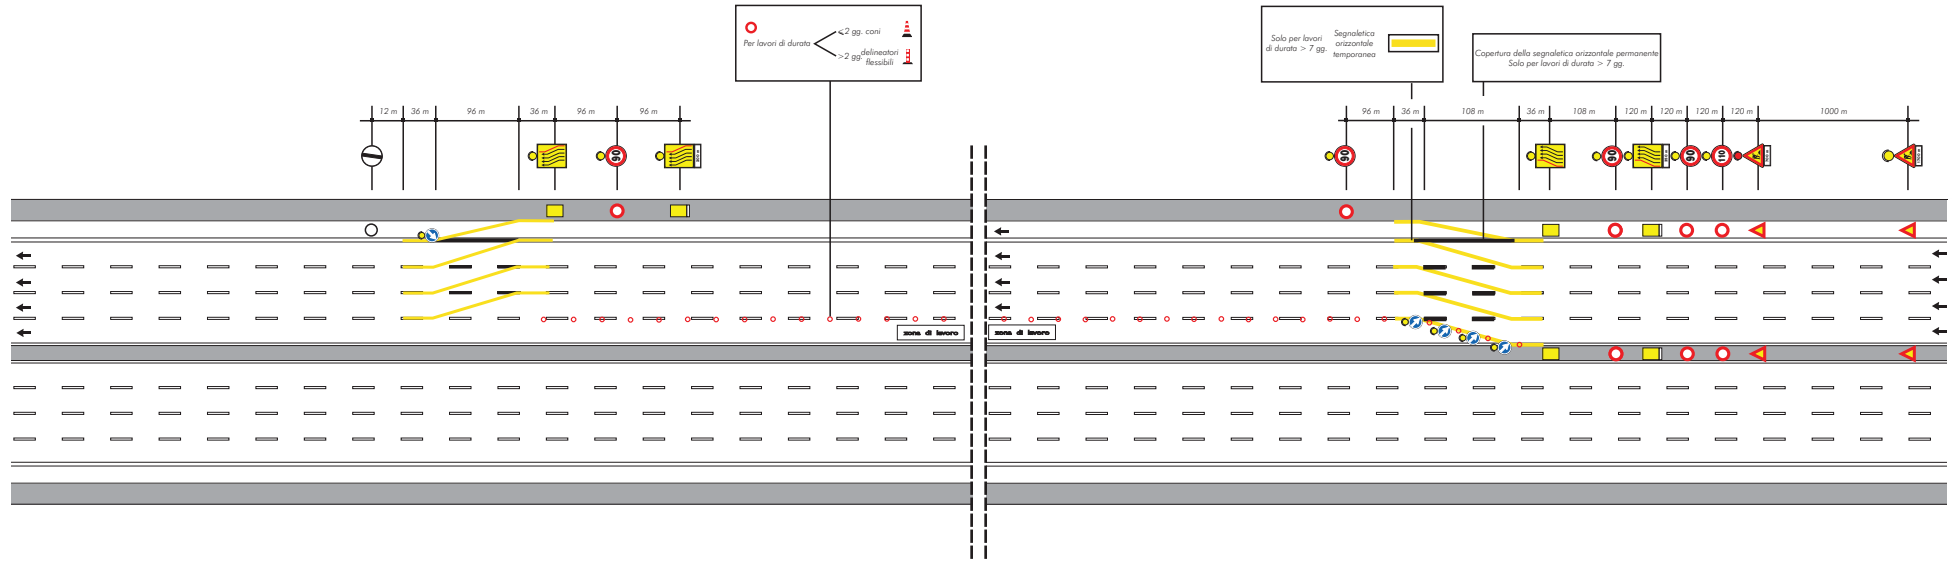 Per lavori di durata
<2 gg. coni
>2 gg. delineatori
flessibili
Solo per lavori
di durata > 7 gg.
Segnaletica
orizzontale
temporanea
Copertura della segnaletica orizzontale permanente
Solo per lavori di durata > 7 gg.
12 m 36 m 96 m 36 m 96 m 96 m
96 m 36 m 108 m 36 m 108 m 120 m 120 m 120 m 120 m 1000 m
90
90
90
90
110
zona di lavoro
zona di lavoro